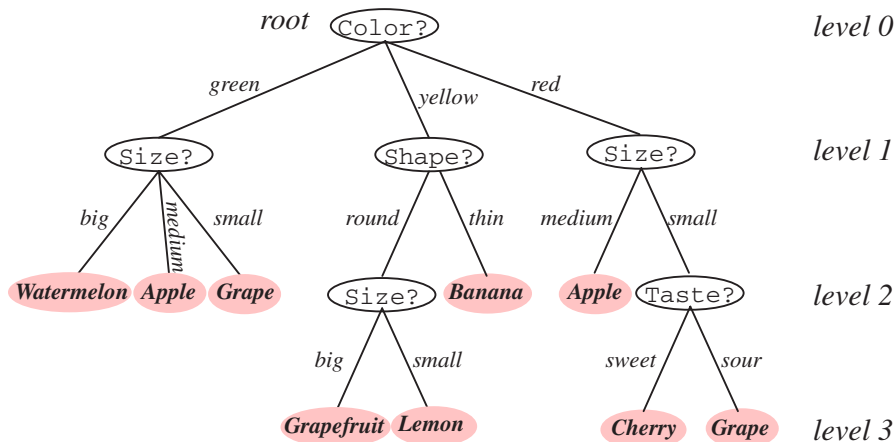 root Color? level 0
green yellow red
Size? Shape? Size? level 1
big medium small round thin medium small
Watermelon Apple Grape Size? Banana Apple Taste? level 2
big small sweet sour
Grapefruit Lemon Cherry Grape level 3